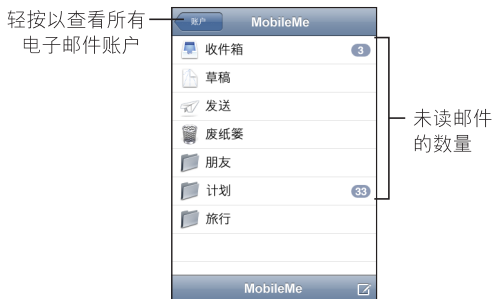 轻按以查看所有
电子邮件账户
账户
MobileMe
收件箱 3
草稿
发送
废纸篓
朋友
计划 33
旅行
未读邮件
的数量
MobileMe